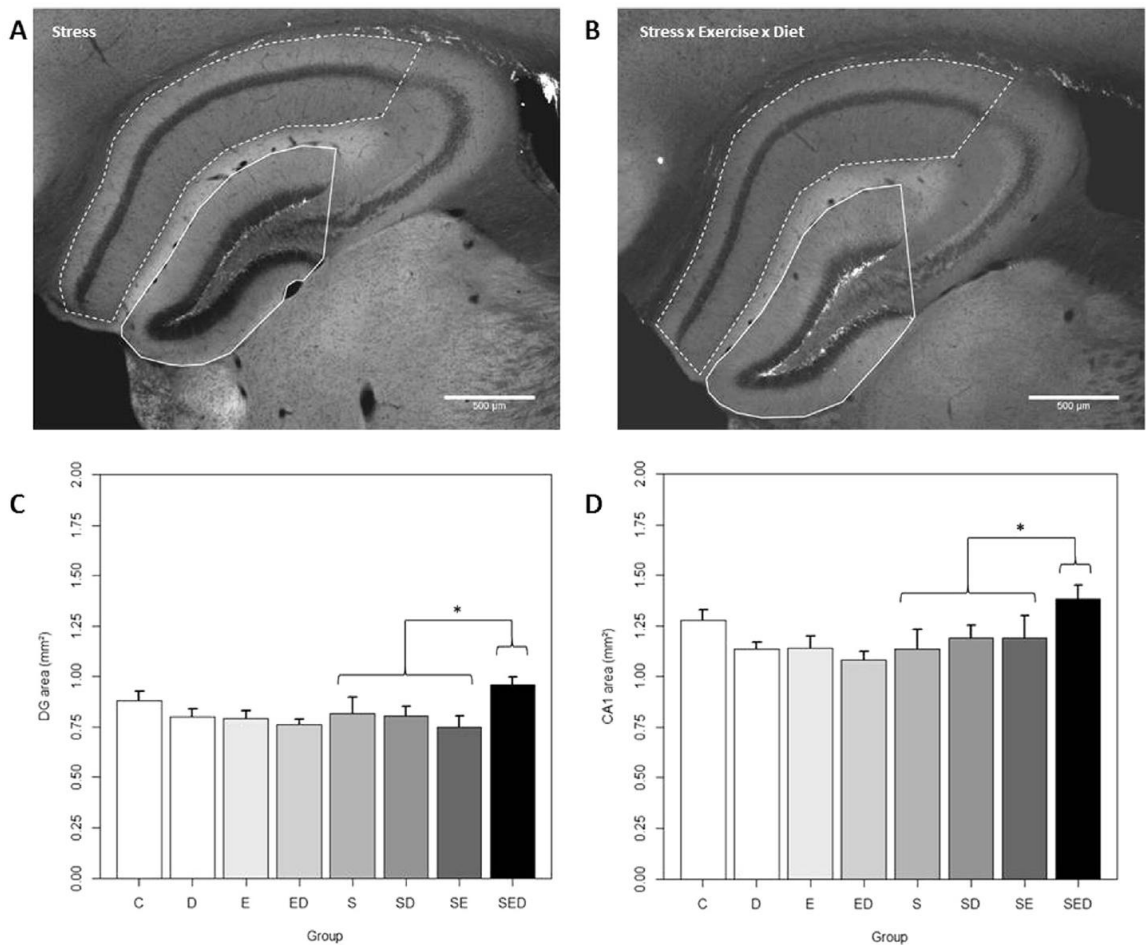 A
Stress
500 µm
B
Stress x Exercise x Diet
500 µm
C
DG area (mm²)
2.00
1.75
1.50
1.25
1.00
0.75
0.50
0.25
0.00
*
C D E ED S SD SE SED
Group
D
CA1 area (mm²)
2.00
1.75
1.50
1.25
1.00
0.75
0.50
0.25
0.00
*
C D E ED S SD SE SED
Group